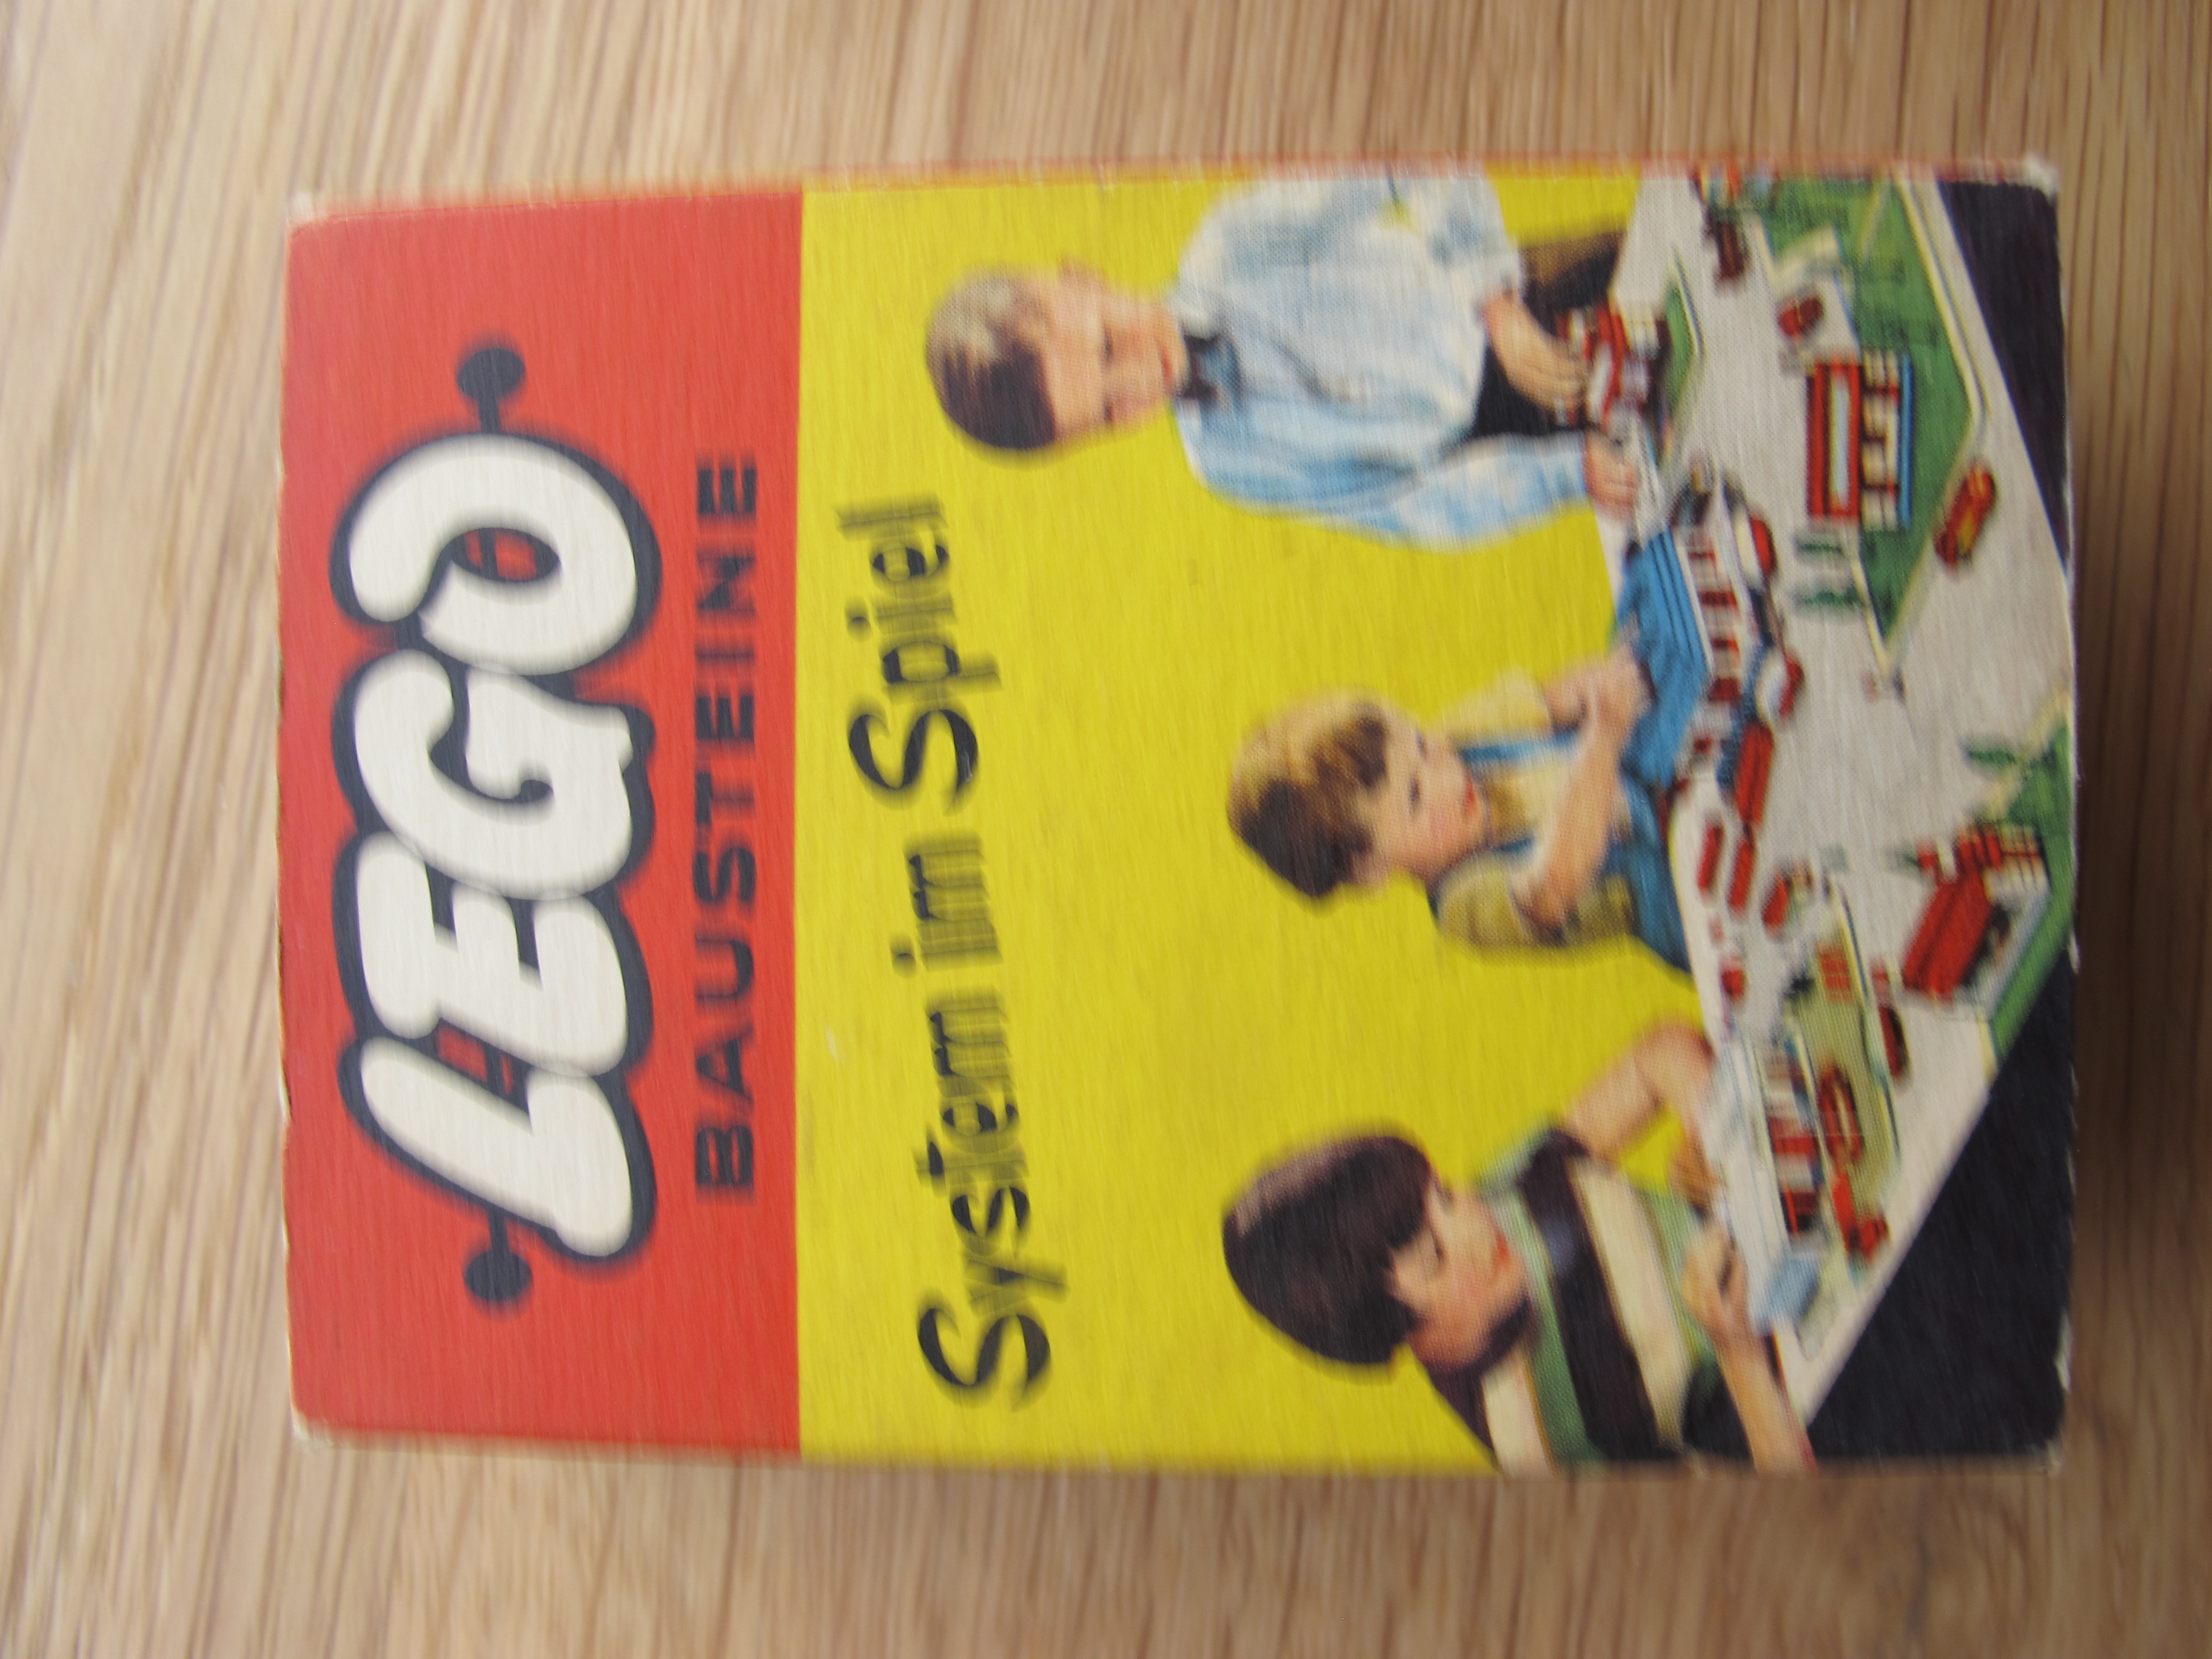 LEGO
BAUSTEINE
System im Spiel